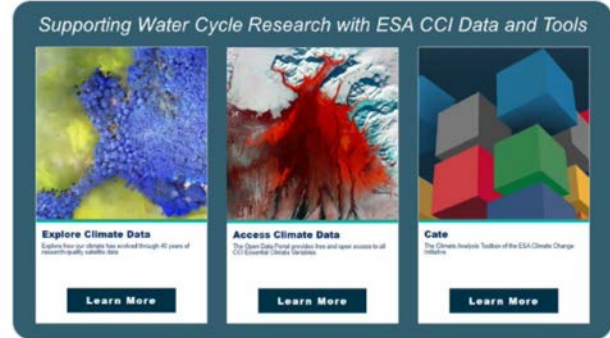 Supporting Water Cycle Research with ESA CCI Data and Tools
Explore Climate Data
Explore how our climate has evolved through 40 years of
research-quality satellite data
Learn More
Access Climate Data
The Open Data Portal provides free and open access to all
CCI Essential Climate Variables
Learn More
Cate
The Climate Analysis Toolbox of the ESA Climate Change
Initiative
Learn More